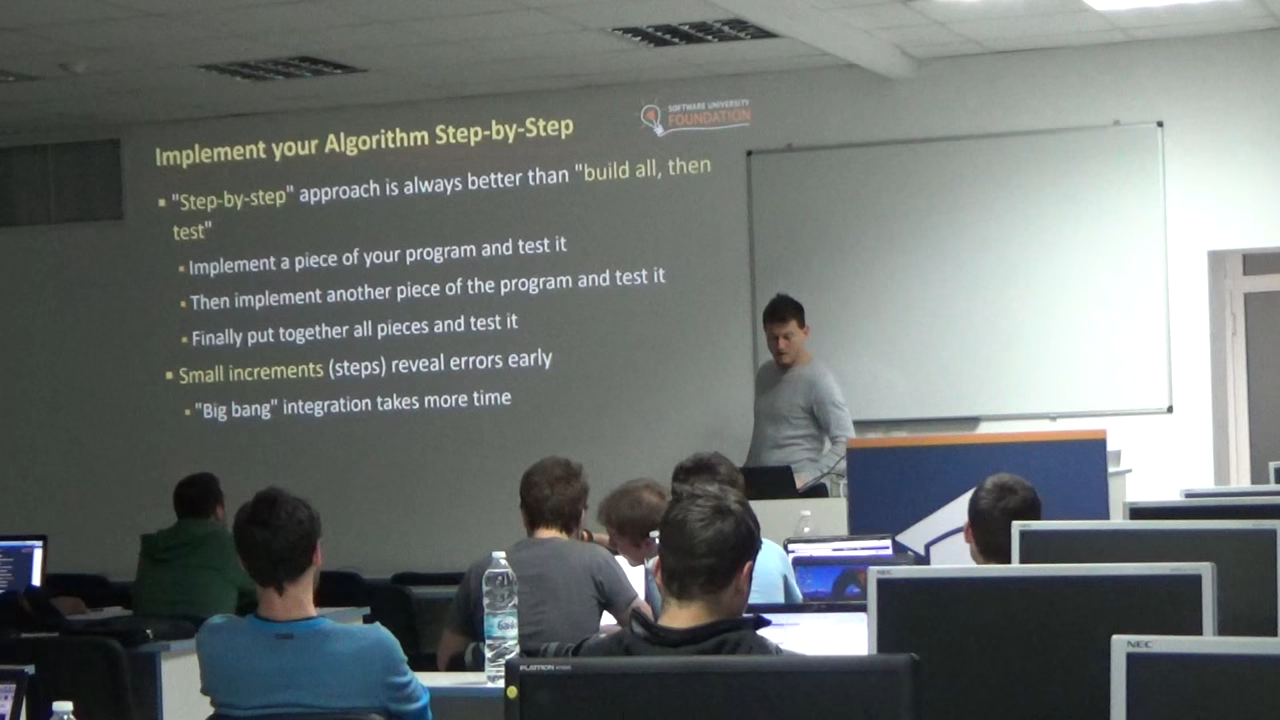 Implement your Algorithm Step-by-Step
SOFTWARE UNIVERSITY
FOUNDATION
"Step-by-step" approach is always better than "build all, then
test"
Implement a piece of your program and test it
Then implement another piece of the program and test it
Finally put together all pieces and test it
Small increments (steps) reveal errors early
"Big bang" integration takes more time
NEC
NEC